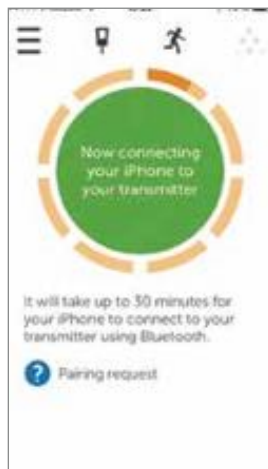 Now connecting
your iPhone to
your transmitter
It will take up to 30 minutes for
your iPhone to connect to your
transmitter using Bluetooth.
? Pairing request